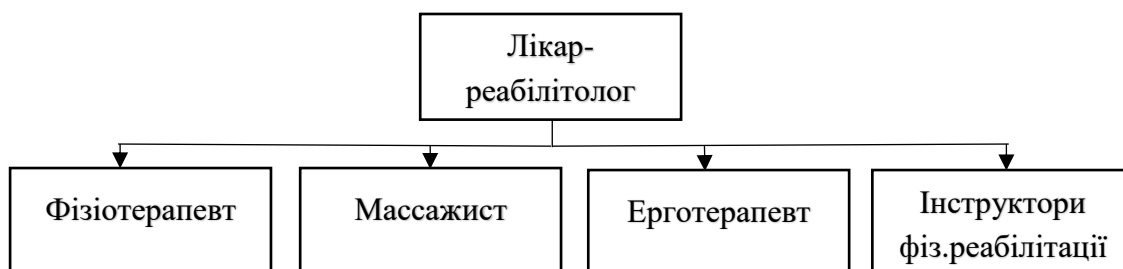 Лікар-
реабілітолог
Фізіотерапевт
Массажист
Ерготерапевт
Інструктори
фіз.реабілітації